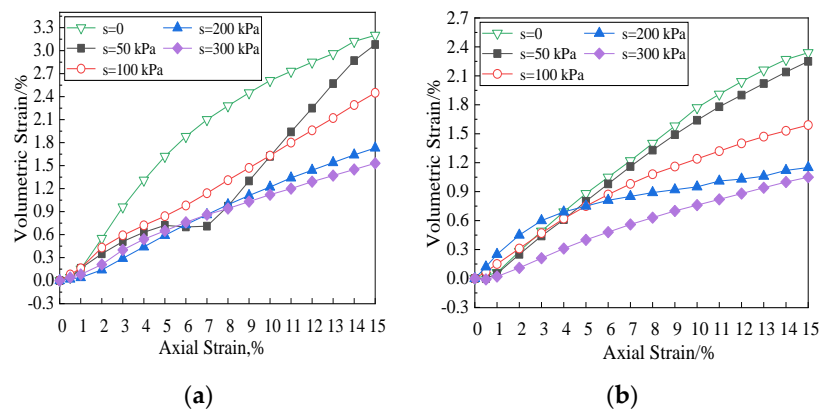 3.3
3.0
2.7
2.4
2.1
1.8
1.5
1.2
0.9
0.6
0.3
0.0
-0.3
Volumetric Strain/%
s=0 s=200 kPa
s=50 kPa s=300 kPa
s=100 kPa
0 1 2 3 4 5 6 7 8 9 10 11 12 13 14 15
Axial Strain,%
(a)
2.7
2.4
2.1
1.8
1.5
1.2
0.9
0.6
0.3
0.0
-0.3
Volumetric Strain/%
s=0 s=200 kPa
s=50 kPa s=300 kPa
s=100 kPa
0 1 2 3 4 5 6 7 8 9 10 11 12 13 14 15
Axial Strain/%
(b)